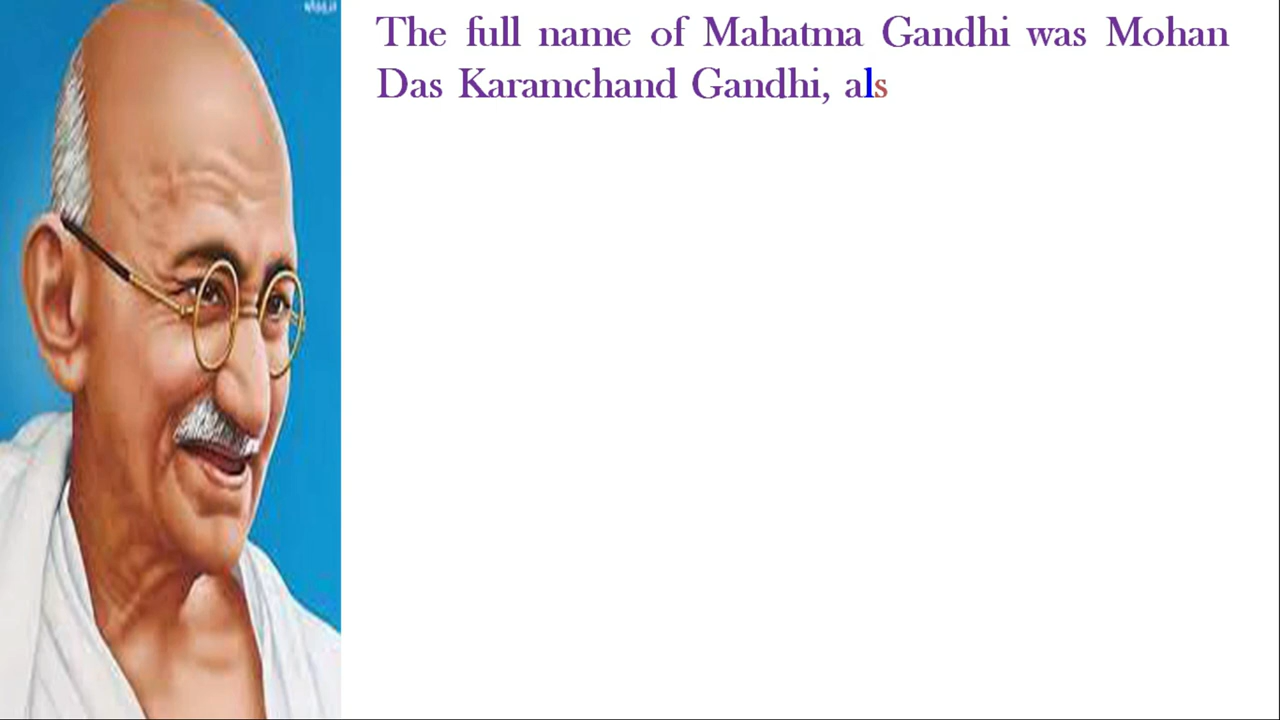 The full name of Mahatma Gandhi was Mohan
Das Karamchand Gandhi, als